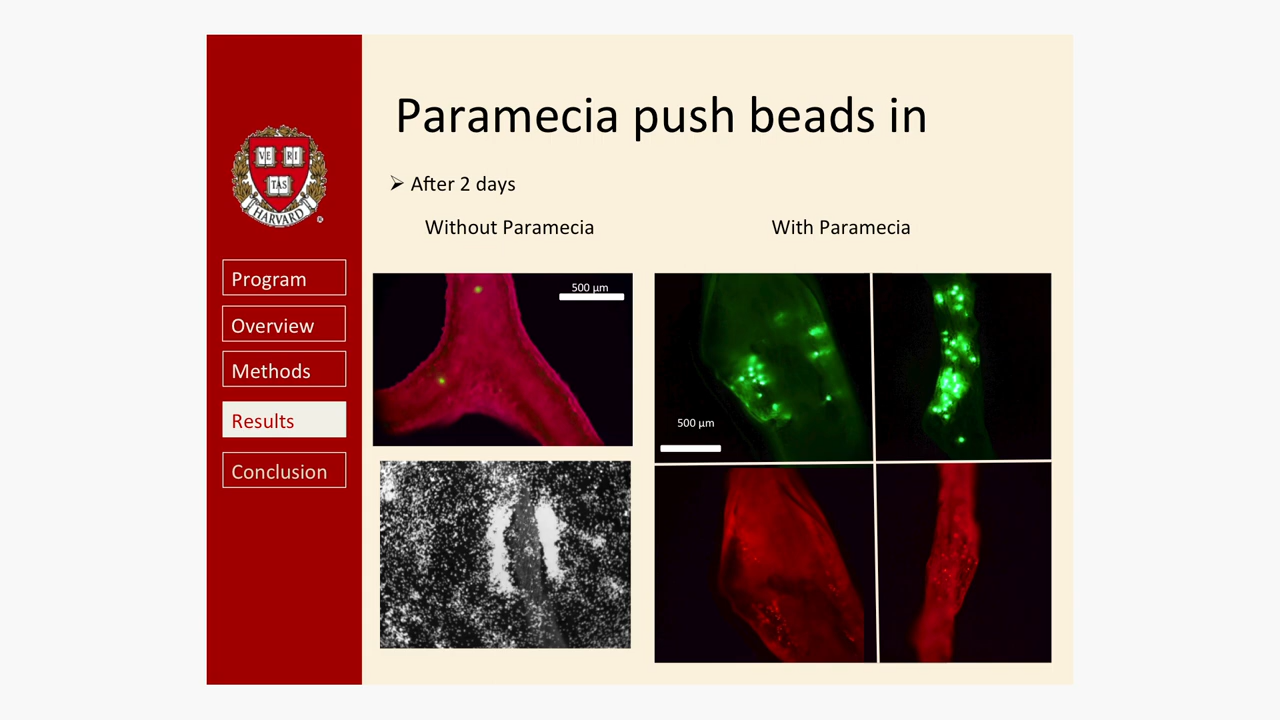 Paramecia push beads in
➢ After 2 days
Without Paramecia
With Paramecia
500 µm
500 µm
VE RI
TAS
HARVARD
®
Program
Overview
Methods
Results
Conclusion